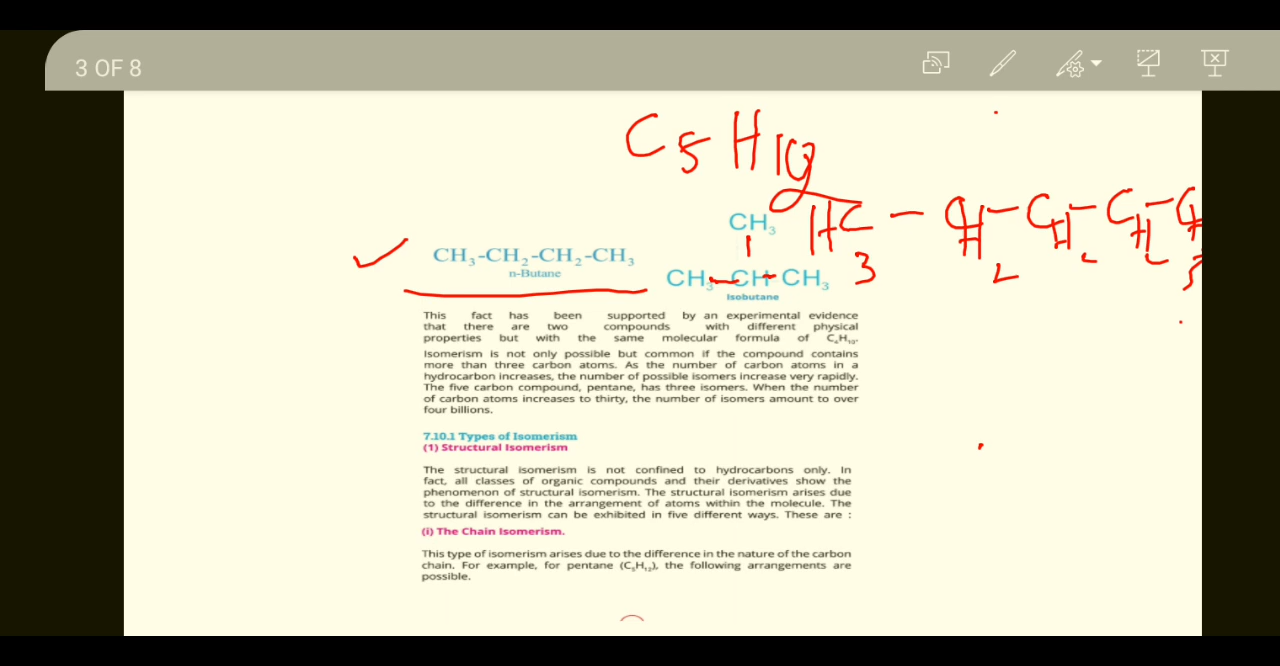 3 OF 8
C5H12
H3C - CH2 - CH2 - CH2 - CH3
CH3
CH3-CH2-CH2-CH3
n-Butane
CH3-CH-CH3
Isobutane
This fact has been supported by an experimental evidence
that there are two compounds with different physical
properties but with the same molecular formula of C4H10.
Isomerism is not only possible but common if the compound contains
more than three carbon atoms. As the number of carbon atoms in a
hydrocarbon increases, the number of possible isomers increase very rapidly.
The five carbon compound, pentane, has three isomers. When the number
of carbon atoms increases to thirty, the number of isomers amount to over
four billions.
7.10.1 Types of Isomerism
(1) Structural Isomerism
The structural isomerism is not confined to hydrocarbons only. In
fact, all classes of organic compounds and their derivatives show the
phenomenon of structural isomerism. The structural isomerism arises due
to the difference in the arrangement of atoms within the molecule. The
structural isomerism can be exhibited in five different ways. These are :
(i) The Chain Isomerism.
This type of isomerism arises due to the difference in the nature of the carbon
chain. For example, for pentane (C5H12), the following arrangements are
possible.